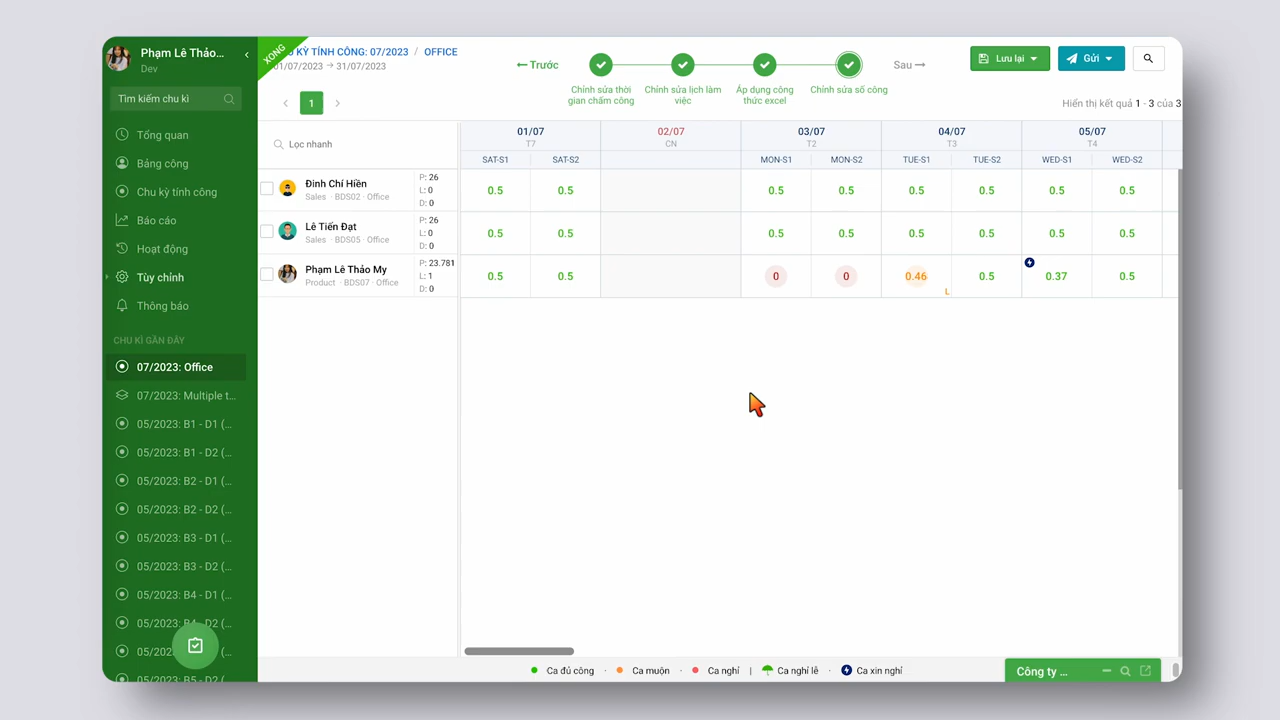 Phạm Lê Thảo...
Dev
Tìm kiếm chu kì
Tổng quan
Bảng công
Chu kỳ tính công
Báo cáo
Hoạt động
Tùy chỉnh
Thông báo
CHU KÌ GẦN ĐÂY
07/2023: Office
07/2023: Multiple t...
05/2023: B1 - D1 (...
05/2023: B1 - D2 (...
05/2023: B2 - D1 (...
05/2023: B2 - D2 (...
05/2023: B3 - D1 (...
05/2023: B3 - D2 (...
05/2023: B4 - D1 (...
05/2023: B4 - D2 (...
05/202
05/2023: B5 - D2 (...
XONG
KỲ TÍNH CÔNG: 07/2023 / OFFICE
01/07/2023 → 31/07/2023
Trước
Chỉnh sửa thời gian chấm công
Chỉnh sửa lịch làm việc
Áp dụng công thức excel
Chỉnh sửa số công
Sau
Lưu lại
Gửi
1
Hiển thị kết quả 1 - 3 của 3
Lọc nhanh
01/07 02/07 03/07 04/07 05/07
T7 CN T2 T3 T4
SAT-S1 SAT-S2 MON-S1 MON-S2 TUE-S1 TUE-S2 WED-S1 WED-S2
Đinh Chí Hiền
Sales · BDS02 · Office
P: 26
L: 0
D: 0
0.5 0.5 0.5 0.5 0.5 0.5 0.5 0.5
Lê Tiến Đạt
Sales · BDS05 · Office
P: 26
L: 0
D: 0
0.5 0.5 0.5 0.5 0.5 0.5 0.5 0.5
Phạm Lê Thảo My
Product · BDS07 · Office
P: 23.781
L: 1
D: 0
0.5 0.5 0 0 0.46 0.5 0.37 0.5
L
Ca đủ công · Ca muộn · Ca nghỉ | Ca nghỉ lễ · Ca xin nghỉ
Công ty ...